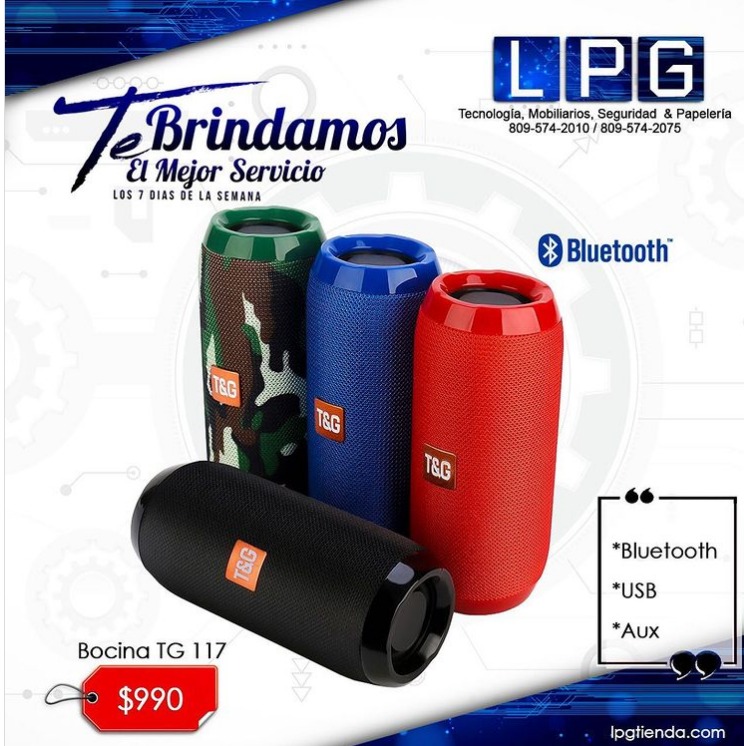 LPG
Tecnología, Mobiliarios, Seguridad & Papelería
809-574-2010 / 809-574-2075
Te Brindamos
El Mejor Servicio
LOS 7 DIAS DE LA SEMANA
Bluetooth™
T&G
T&G
T&G
T&G
*Bluetooth
*USB
*Aux
Bocina TG 117
$990
lpgtienda.com